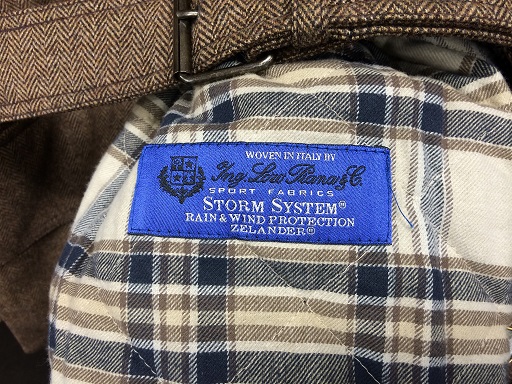 WOVEN IN ITALY BY
Ing. Loro Piana & C.
SPORT FABRICS
STORM SYSTEM®
RAIN & WIND PROTECTION
ZELANDER®